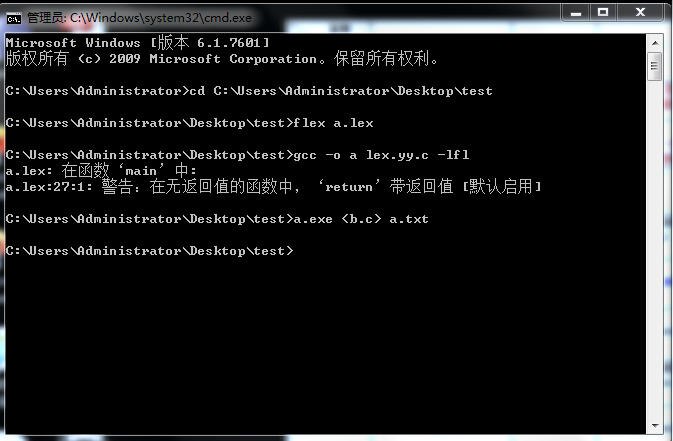 管理员: C:\Windows\system32\cmd.exe
Microsoft Windows [版本 6.1.7601]
版权所有 (c) 2009 Microsoft Corporation。保留所有权利。
C:\Users\Administrator>cd C:\Users\Administrator\Desktop\test
C:\Users\Administrator\Desktop\test>flex a.lex
C:\Users\Administrator\Desktop\test>gcc -o a lex.yy.c -lfl
a.lex: 在函数‘main’中:
a.lex:27:1: 警告: 在无返回值的函数中, ‘return’带返回值 [默认启用]
C:\Users\Administrator\Desktop\test>a.exe <b.c> a.txt
C:\Users\Administrator\Desktop\test>